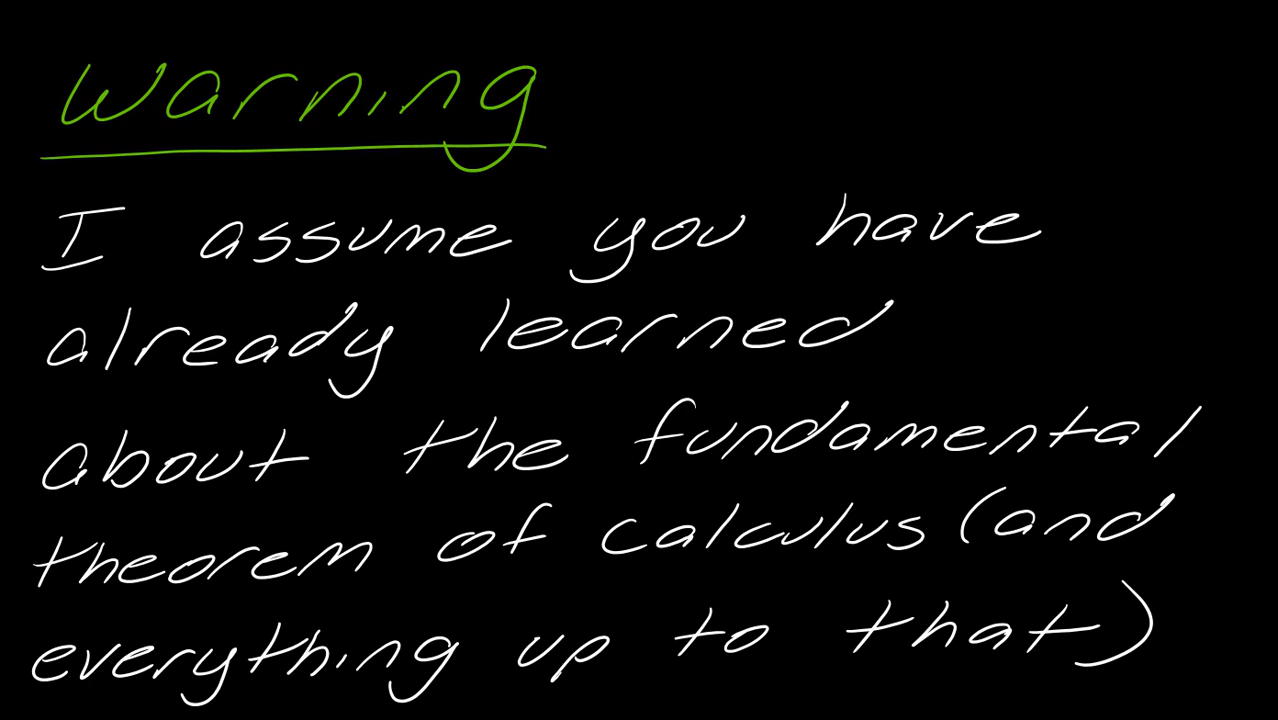 Warning
I assume you have
already learned
about the fundamental
theorem of calculus (and
everything up to that)